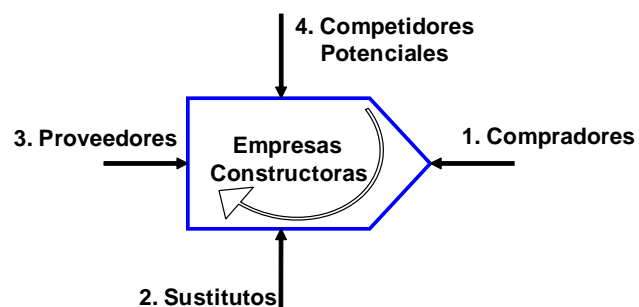 4. Competidores
Potenciales
3. Proveedores
Empresas
Constructoras
1. Compradores
2. Sustitutos